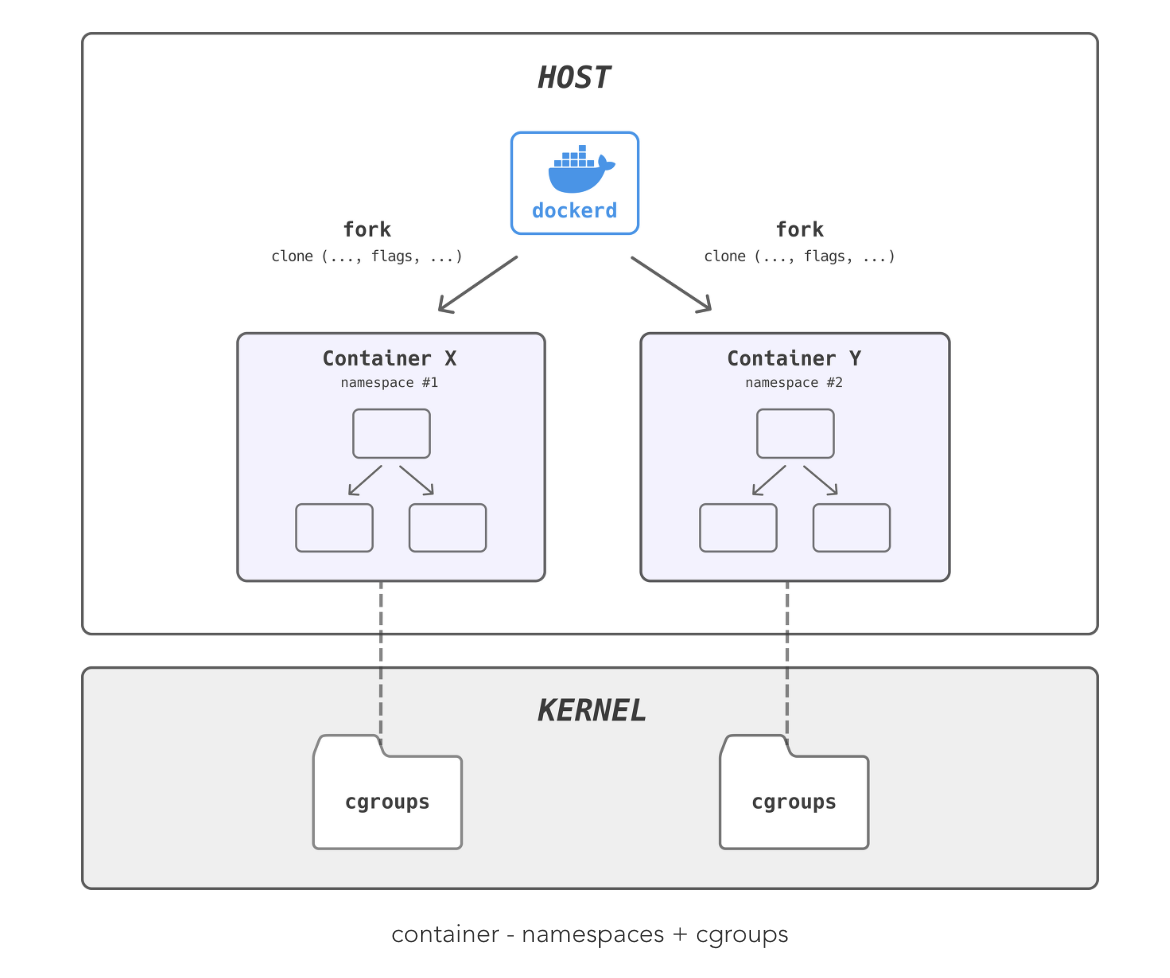 HOST
dockerd
fork
clone (..., flags, ...)
fork
clone (..., flags, ...)
Container X
namespace #1
Container Y
namespace #2
KERNEL
cgroups
cgroups
container - namespaces + cgroups